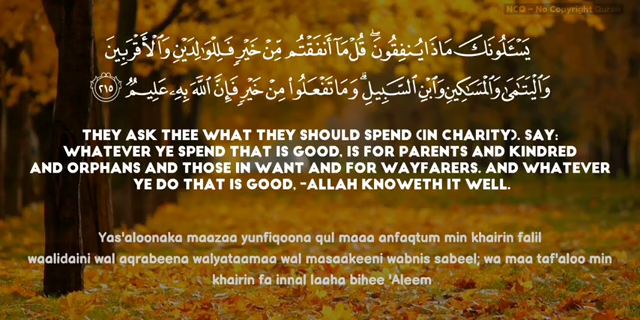 NCQ - No Copyright Quran
يَسْـَٔلُونَكَ مَاذَا يُنفِقُونَ ۖ قُلْ مَآ أَنفَقْتُم مِّنْ خَيْرٍ فَلِلْوَٰلِدَيْنِ وَٱلْأَقْرَبِينَ
وَٱلْيَتَٰمَىٰ وَٱلْمَسَٰكِينِ وَٱبْنِ ٱلسَّبِيلِ ۗ وَمَا تَفْعَلُوا۟ مِنْ خَيْرٍ فَإِنَّ ٱللَّهَ بِهِۦ عَلِيمٌ ٢١٥
THEY ASK THEE WHAT THEY SHOULD SPEND (IN CHARITY). SAY:
WHATEVER YE SPEND THAT IS GOOD, IS FOR PARENTS AND KINDRED
AND ORPHANS AND THOSE IN WANT AND FOR WAYFARERS. AND WHATEVER
YE DO THAT IS GOOD, -ALLAH KNOWETH IT WELL.
Yas'aloonaka maazaa yunfiqoona qul maaa anfaqtum min khairin falil
waalidaini wal aqrabeena walyataamaa wal masaakeeni wabnis sabeel; wa maa taf'aloo min
khairin fa innal laaha bihee 'Aleem